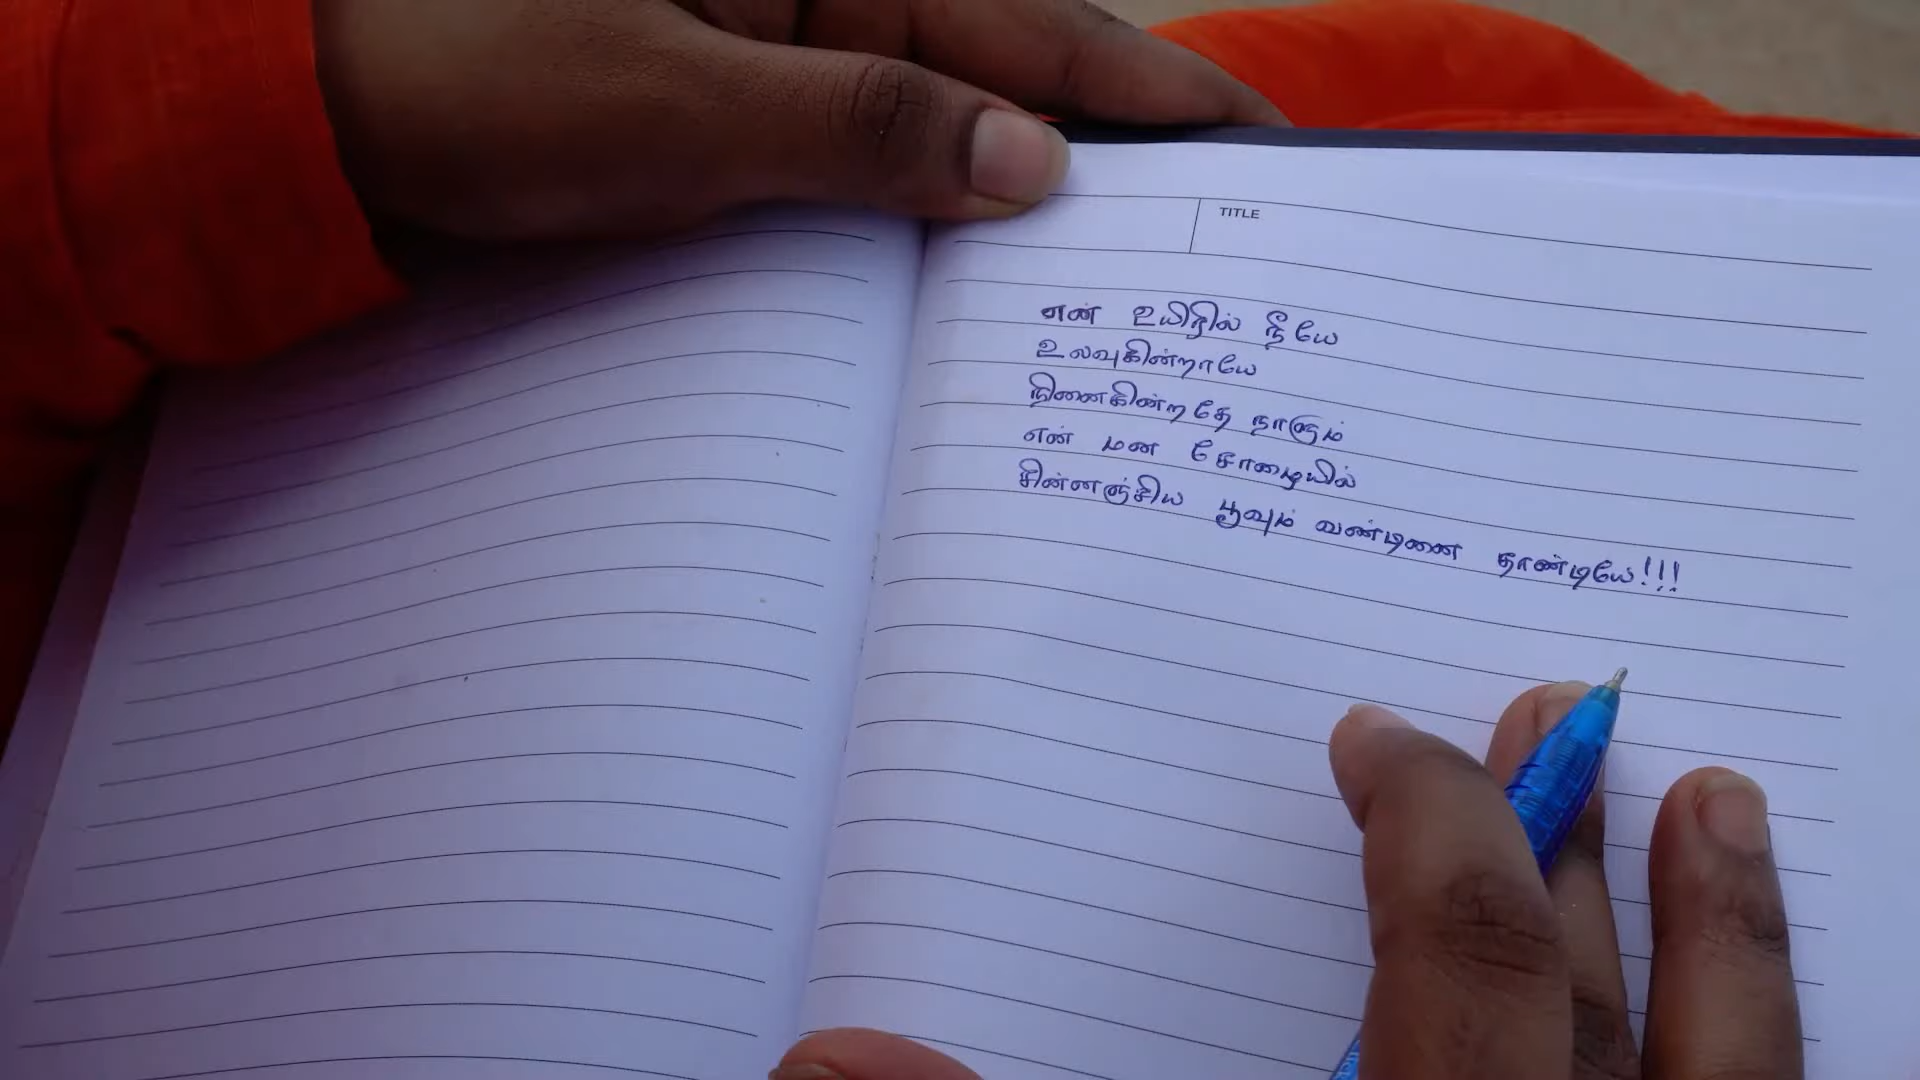 TITLE
என் உயிரில் நீயே
உலவுகின்றாயே
நினைகின்றதே நாளும்
என் மன சோலையில்
சின்னஞ்சிய பூவும் வண்டினை தாண்டியே!!!